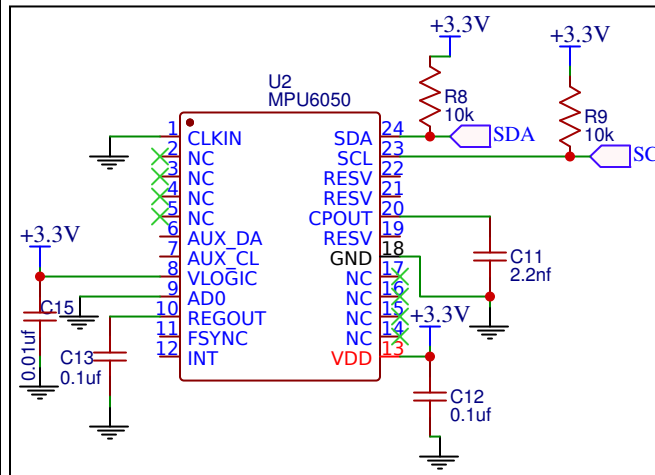 +3.3V
+3.3V
U2
MPU6050
R8
10k
R9
10k
1 CLKIN
2 NC
3 NC
4 NC
5 NC
6 AUX_DA
7 AUX_CL
8 VLOGIC
9 AD0
10 REGOUT
11 FSYNC
12 INT
SDA 24
SCL 23
RESV 22
RESV 21
CPOUT 20
RESV 19
GND 18
NC 17
NC 16
NC 15
NC 14
VDD 13
SDA
SC
+3.3V
C15
0.01uf
C13
0.1uf
C11
2.2nf
+3.3V
C12
0.1uf